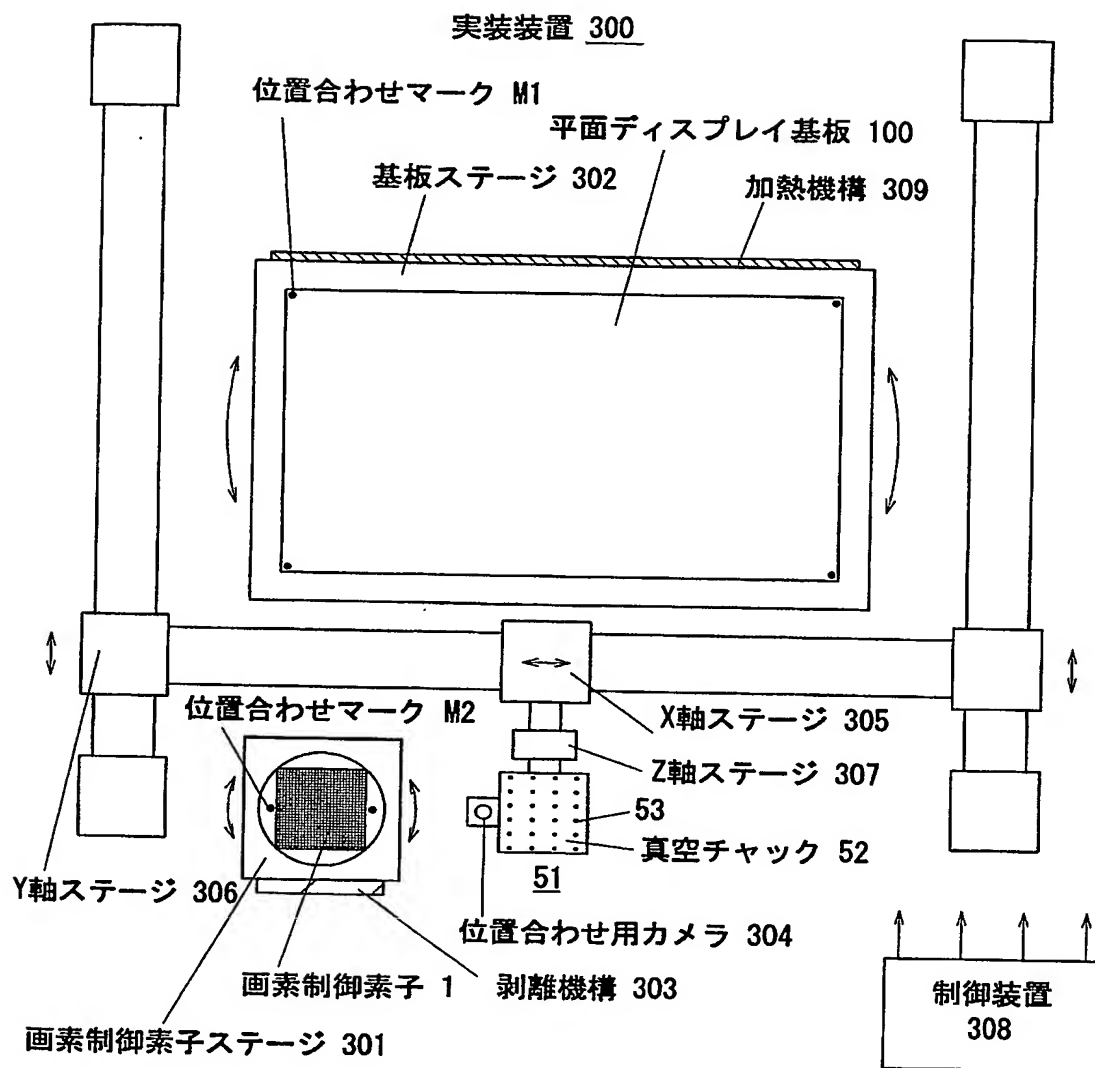 実装装置 300
位置合わせマーク M1
平面ディスプレイ基板 100
基板ステージ 302
加熱機構 309
位置合わせマーク M2
X軸ステージ 305
Z軸ステージ 307
53
真空チャック 52
51
Y軸ステージ 306
位置合わせ用カメラ 304
画素制御素子 1
剥離機構 303
制御装置
308
画素制御素子ステージ 301